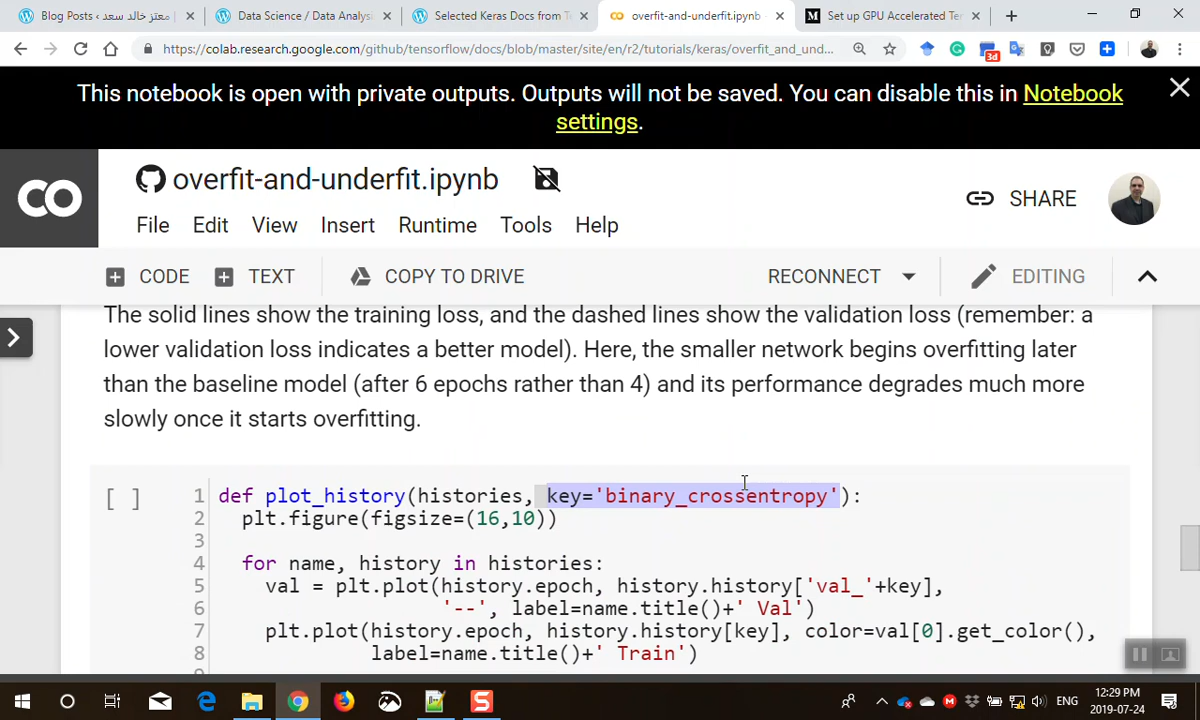 Blog Posts ‹ معتز خالد سعد |
Data Science / Data Analysi
Selected Keras Docs from T
overfit-and-underfit.ipynb
Set up GPU Accelerated Te
https://colab.research.google.com/github/tensorflow/docs/blob/master/site/en/r2/tutorials/keras/overfit_and_und...
3d
This notebook is open with private outputs. Outputs will not be saved. You can disable this in Notebook
settings.
CO
overfit-and-underfit.ipynb
SHARE
File Edit View Insert Runtime Tools Help
CODE TEXT COPY TO DRIVE RECONNECT EDITING
The solid lines show the training loss, and the dashed lines show the validation loss (remember: a
lower validation loss indicates a better model). Here, the smaller network begins overfitting later
than the baseline model (after 6 epochs rather than 4) and its performance degrades much more
slowly once it starts overfitting.
[ ]
1 def plot_history(histories, key='binary_crossentropy'):
2 plt.figure(figsize=(16,10))
3
4 for name, history in histories:
5 val = plt.plot(history.epoch, history.history['val_'+key],
6 '--', label=name.title()+' Val')
7 plt.plot(history.epoch, history.history[key], color=val[0].get_color(),
8 label=name.title()+' Train')
ENG
12:29 PM
2019-07-24